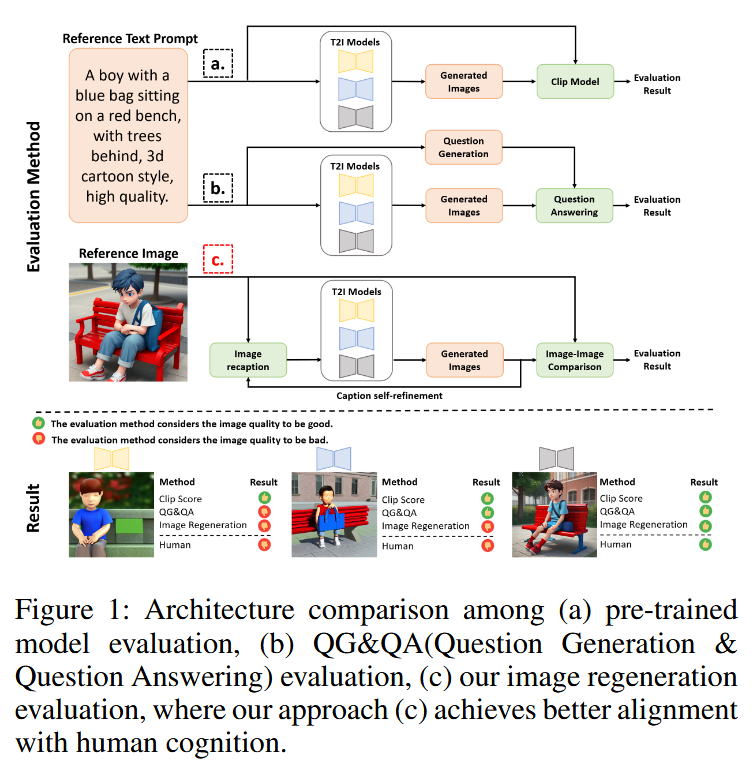 Evaluation Method
Reference Text Prompt
A boy with a
blue bag sitting
on a red bench,
with trees
behind, 3d
cartoon style,
high quality.
a.
T2I Models
Generated
Images
Clip Model
Evaluation
Result
b.
Question
Generation
T2I Models
Generated
Images
Question
Answering
Evaluation
Result
Reference Image
c.
T2I Models
Image
recaption
Generated
Images
Image-Image
Comparison
Evaluation
Result
Caption self-refinement
The evaluation method considers the image quality to be good.
The evaluation method considers the image quality to be bad.
Result
Method Result
Clip Score
QG&QA
Image Regeneration
Human
Method Result
Clip Score
QG&QA
Image Regeneration
Human
Method Result
Clip Score
QG&QA
Image Regeneration
Human
Figure 1: Architecture comparison among (a) pre-trained
model evaluation, (b) QG&QA(Question Generation &
Question Answering) evaluation, (c) our image regeneration
evaluation, where our approach (c) achieves better alignment
with human cognition.